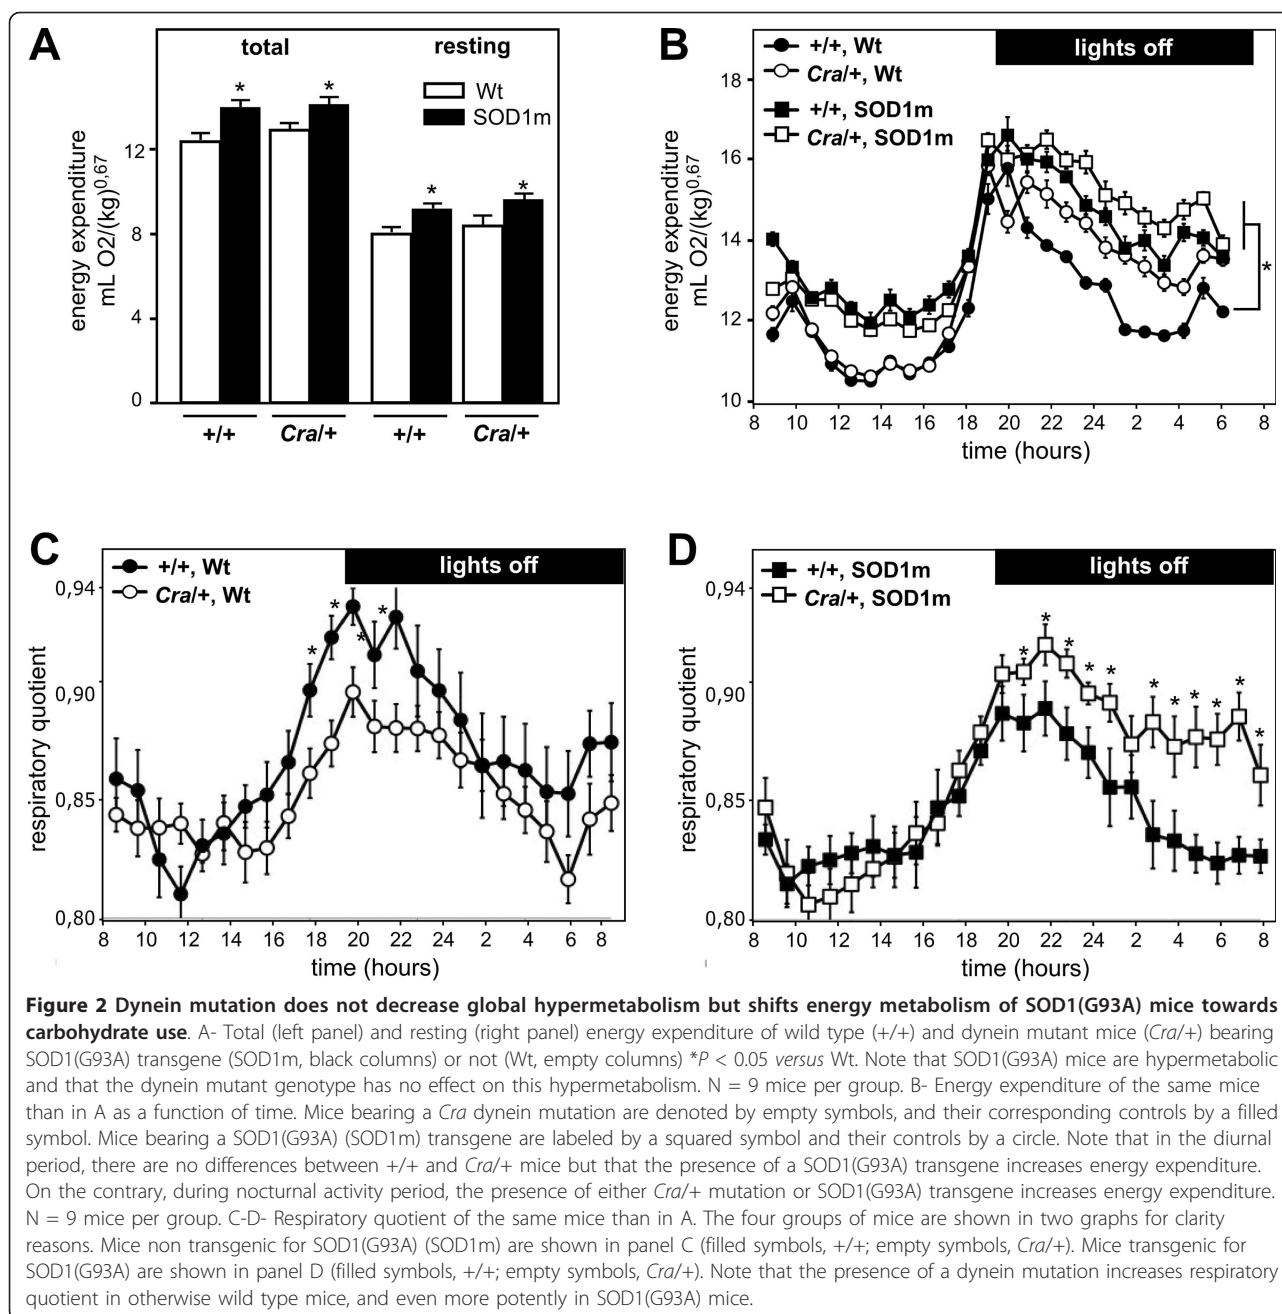 A
total resting
Wt
SOD1m
energy expenditure
mL O2/(kg)0,67
12
8
4
0
* * * *
+/+ Cra/+ +/+ Cra/+
B
+/+, Wt
Cra/+, Wt
+/+, SOD1m
Cra/+, SOD1m
lights off
energy expenditure
mL O2/(kg)0,67
18
16
14
12
10
*
8 10 12 14 16 18 20 22 24 2 4 6 8
time (hours)
C
+/+, Wt
Cra/+, Wt
lights off
respiratory quotient
0,94
0,90
0,85
0,80
* * * *
8 10 12 14 16 18 20 22 2 4 6 8
time (hours)
D
+/+, SOD1m
Cra/+, SOD1m
lights off
respiratory quotient
0,94
0,90
0,85
0,80
* * * * * * * * * * *
8 10 12 14 16 18 20 22 2 4 6 8
time (hours)
Figure 2 Dynein mutation does not decrease global hypermetabolism but shifts energy metabolism of SOD1(G93A) mice towards
carbohydrate use. A- Total (left panel) and resting (right panel) energy expenditure of wild type (+/+) and dynein mutant mice (Cra/+) bearing
SOD1(G93A) transgene (SOD1m, black columns) or not (Wt, empty columns) *P < 0.05 versus Wt. Note that SOD1(G93A) mice are hypermetabolic
and that the dynein mutant genotype has no effect on this hypermetabolism. N = 9 mice per group. B- Energy expenditure of the same mice
than in A as a function of time. Mice bearing a Cra dynein mutation are denoted by empty symbols, and their corresponding controls by a filled
symbol. Mice bearing a SOD1(G93A) (SOD1m) transgene are labeled by a squared symbol and their controls by a circle. Note that in the diurnal
period, there are no differences between +/+ and Cra/+ mice but that the presence of a SOD1(G93A) transgene increases energy expenditure.
On the contrary, during nocturnal activity period, the presence of either Cra/+ mutation or SOD1(G93A) transgene increases energy expenditure.
N = 9 mice per group. C-D- Respiratory quotient of the same mice than in A. The four groups of mice are shown in two graphs for clarity
reasons. Mice non transgenic for SOD1(G93A) (SOD1m) are shown in panel C (filled symbols, +/+; empty symbols, Cra/+). Mice transgenic for
SOD1(G93A) are shown in panel D (filled symbols, +/+; empty symbols, Cra/+). Note that the presence of a dynein mutation increases respiratory
quotient in otherwise wild type mice, and even more potently in SOD1(G93A) mice.